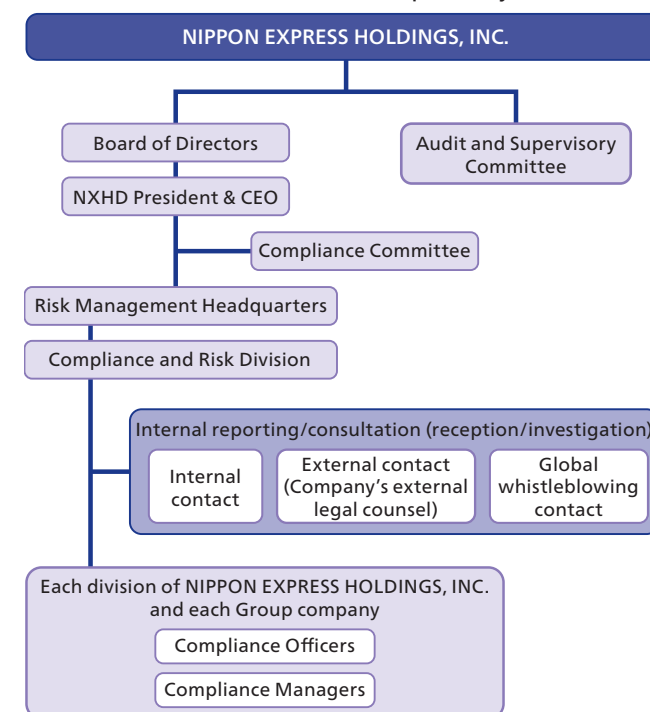 NIPPON EXPRESS HOLDINGS, INC.
Board of Directors
Audit and Supervisory
Committee
NXHD President & CEO
Compliance Committee
Risk Management Headquarters
Compliance and Risk Division
Internal reporting/consultation (reception/investigation)
Internal
contact
External contact
(Company's external
legal counsel)
Global
whistleblowing
contact
Each division of NIPPON EXPRESS HOLDINGS, INC.
and each Group company
Compliance Officers
Compliance Managers